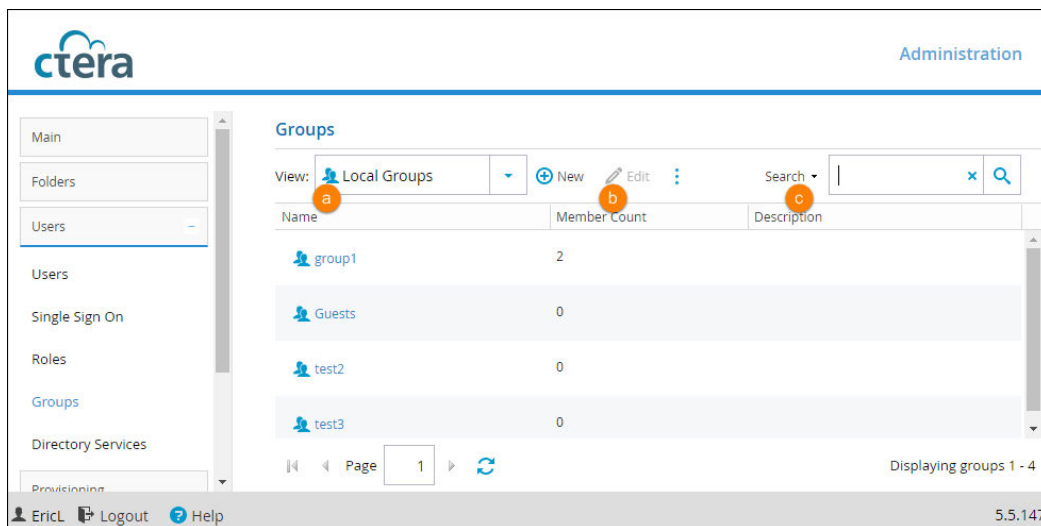 ctera
Administration
Main
Folders
Users
Users
Single Sign On
Roles
Groups
Directory Services
Provisioning
Groups
View: Local Groups New Edit Search
a b c
Name Member Count Description
group1 2
Guests 0
test2 0
test3 0
Page 1 Displaying groups 1 - 4
EricL Logout Help 5.5.147